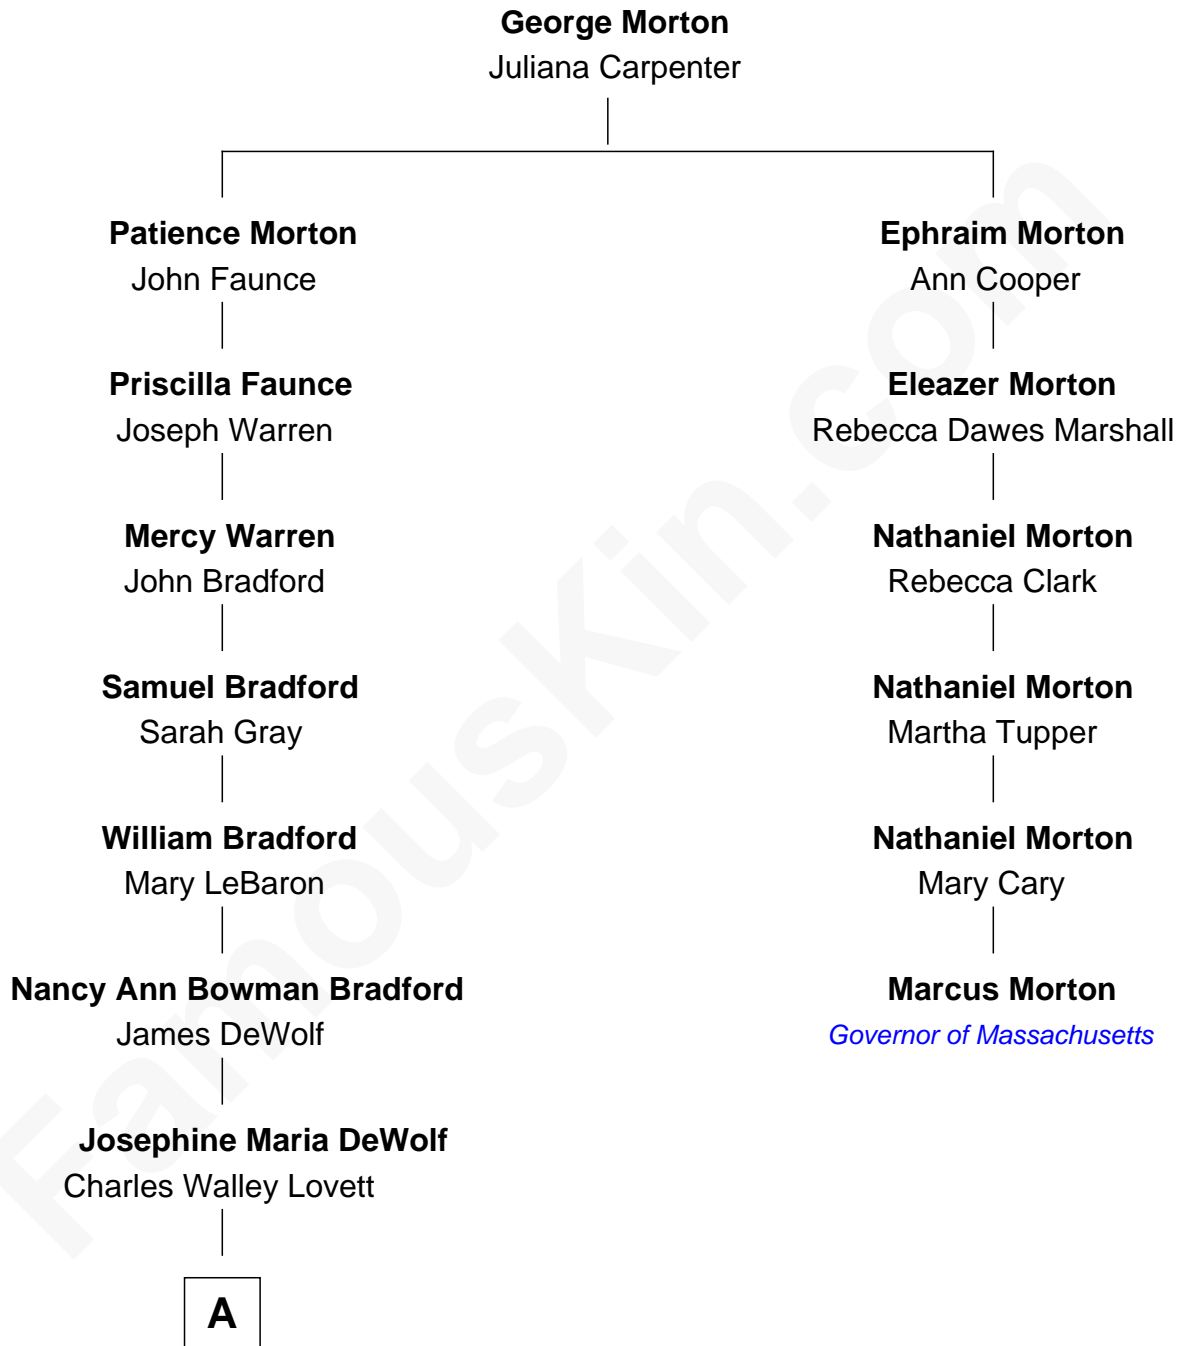 George Morton
Juliana Carpenter
Patience Morton
John Faunce
Ephraim Morton
Ann Cooper
Priscilla Faunce
Joseph Warren
Eleazer Morton
Rebecca Dawes Marshall
Mercy Warren
John Bradford
Nathaniel Morton
Rebecca Clark
Samuel Bradford
Sarah Gray
Nathaniel Morton
Martha Tupper
William Bradford
Mary LeBaron
Nathaniel Morton
Mary Cary
Nancy Ann Bowman Bradford
James DeWolf
Marcus Morton
Governor of Massachusetts
Josephine Maria DeWolf
Charles Walley Lovett
A
FamousKin.com